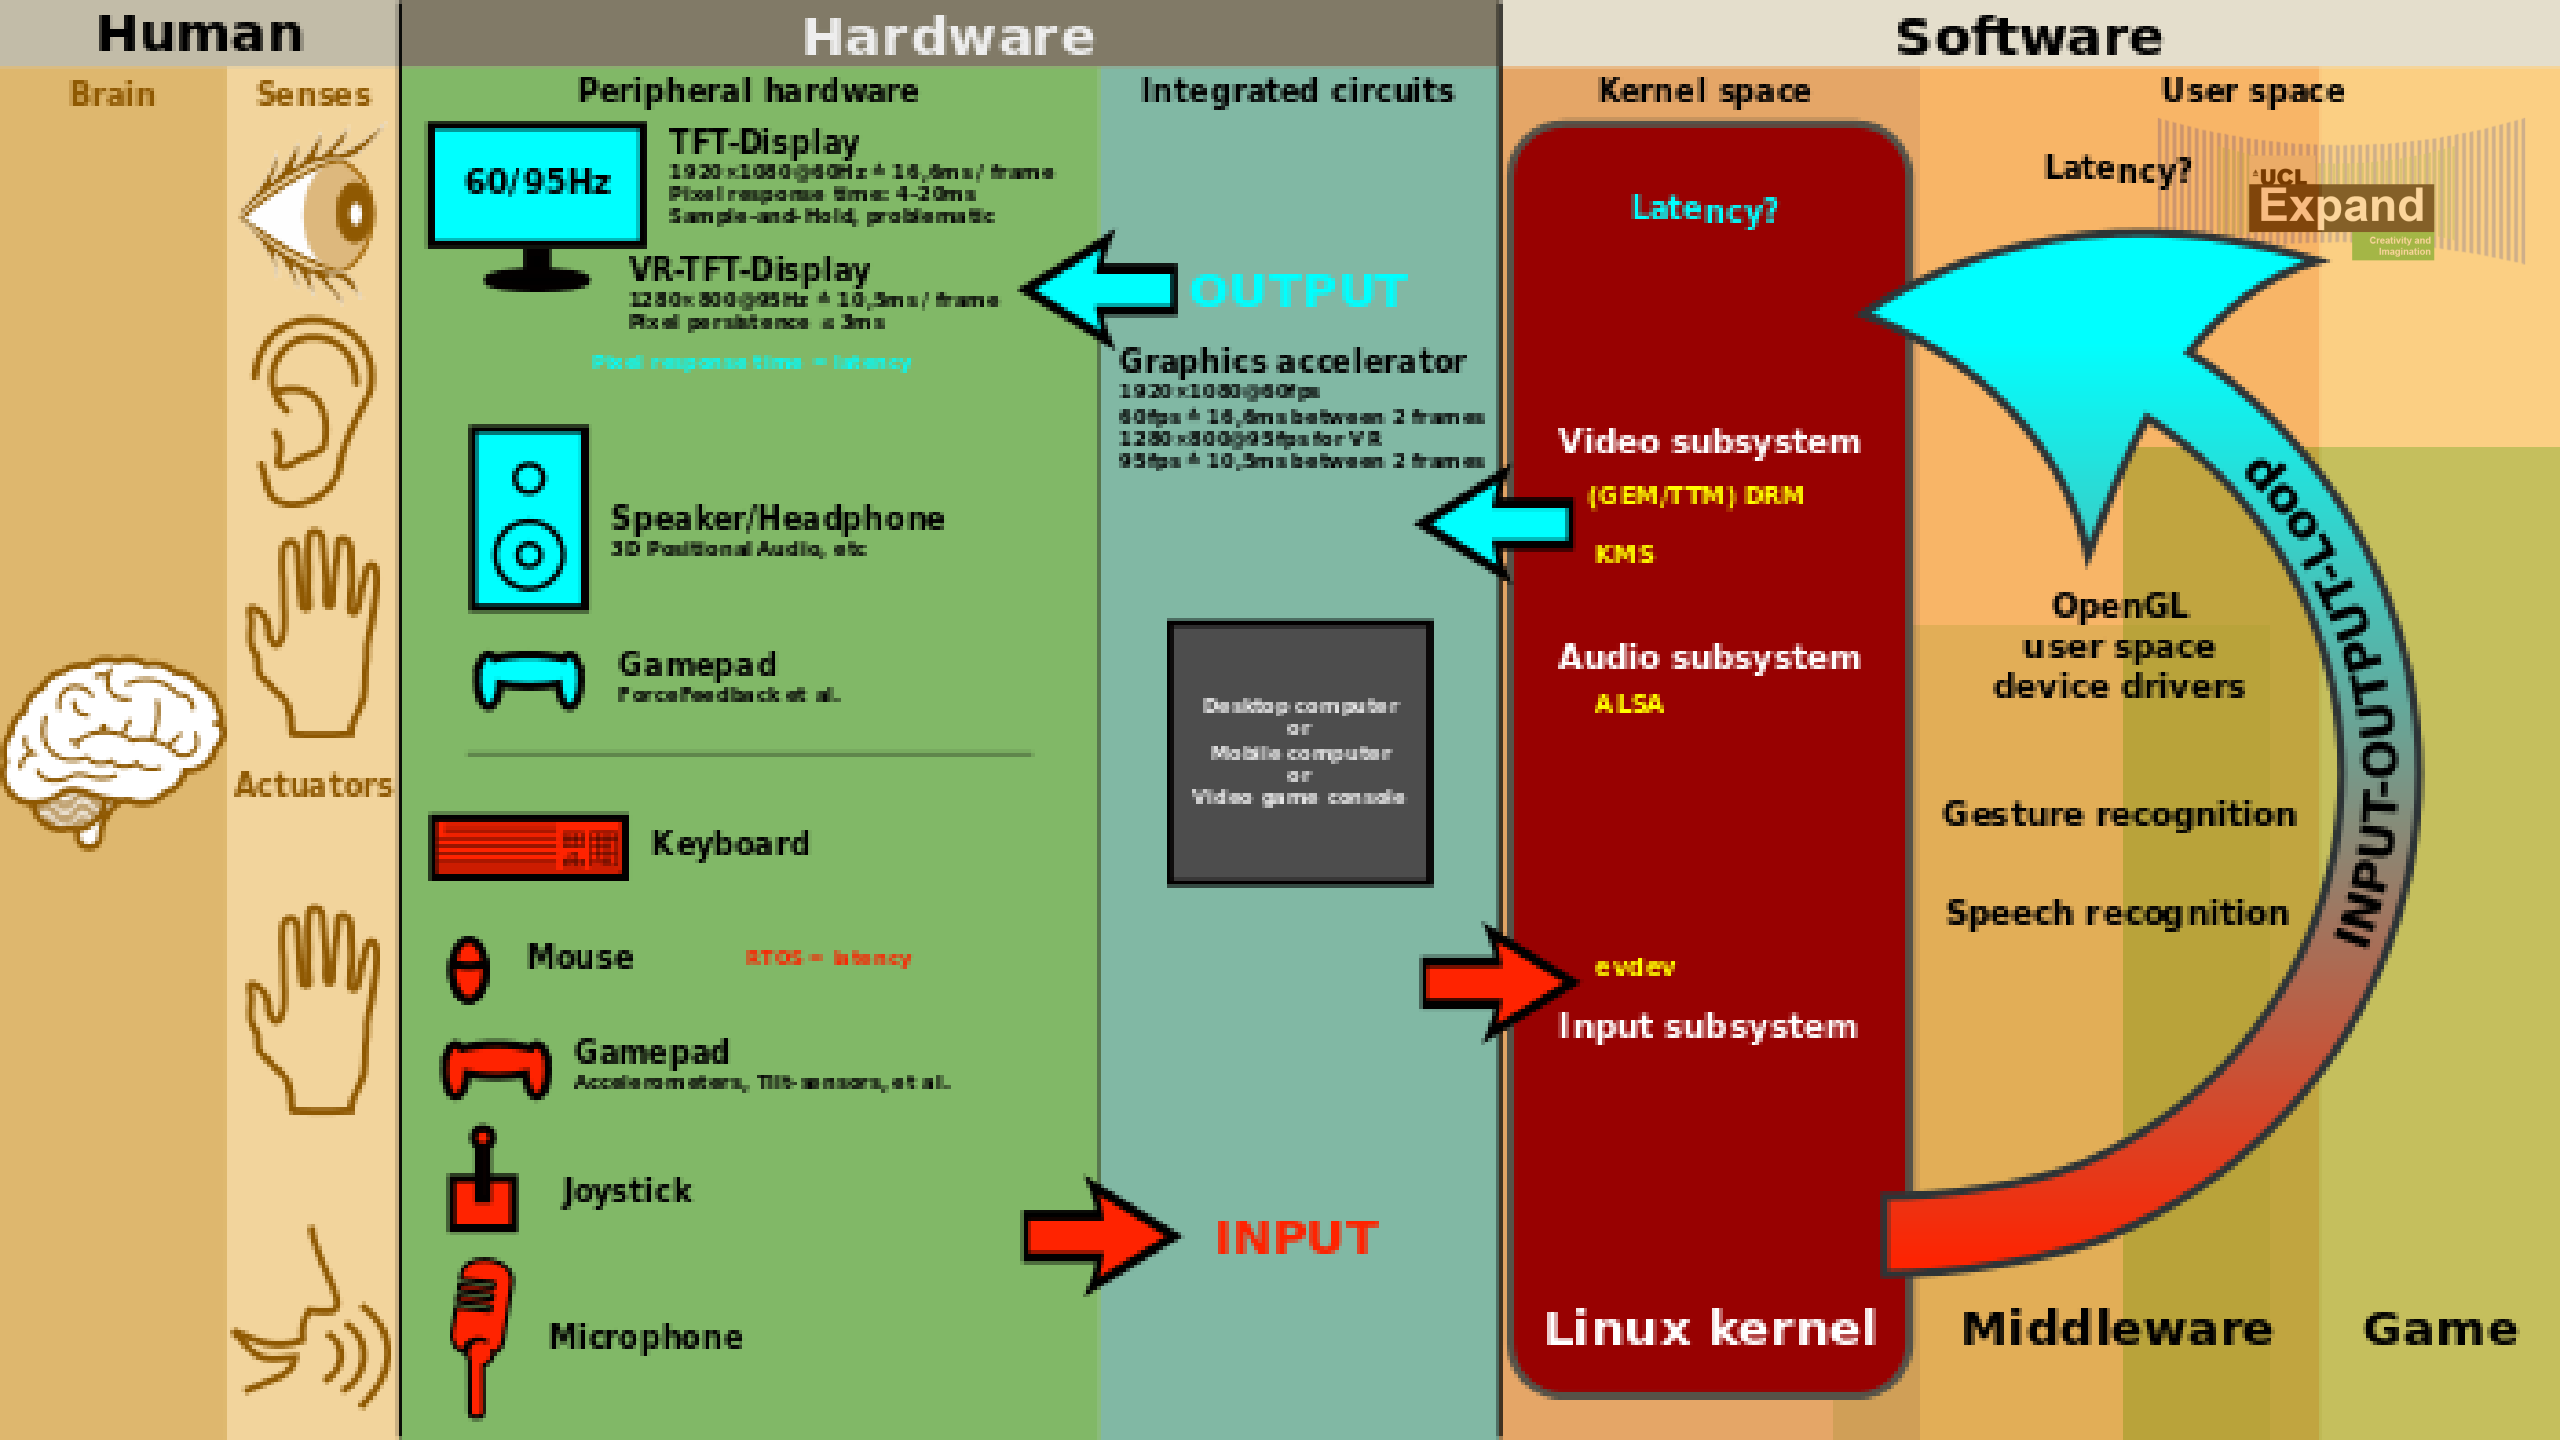 Human
Hardware
Software
Brain
Senses
Peripheral hardware
Integrated circuits
Kernel space
User space
60/95Hz
TFT-Display
1920×1080@60Hz ≙ 16,6ms/ frame
Pixel response time: 4-20ms
Sample-and-Hold, problematic
VR-TFT-Display
1280×800@95Hz ≙ 10,5ms/ frame
Pixel persistence ≤ 3ms
Pixel response time = latency
OUTPUT
Graphics accelerator
1920×1080@60fps
60fps ≙ 16,6ms between 2 frames
1280×800@95fps for VR
95fps ≙ 10,5ms between 2 frames
Speaker/Headphone
3D Positional Audio, etc
Gamepad
ForceFeedback et al.
Actuators
Keyboard
Mouse
RTOS = latency
Gamepad
Accelerometers, Tilt-sensors, et al.
Joystick
Microphone
INPUT
Desktop computer
or
Mobile computer
or
Video game console
Latency?
Video subsystem
(GEM/TTM) DRM
KMS
Audio subsystem
ALSA
evdev
Input subsystem
Linux kernel
Latency?
UCL
Expand
Creativity and
Imagination
INPUT-OUTPUT-Loop
OpenGL
user space
device drivers
Gesture recognition
Speech recognition
Middleware
Game